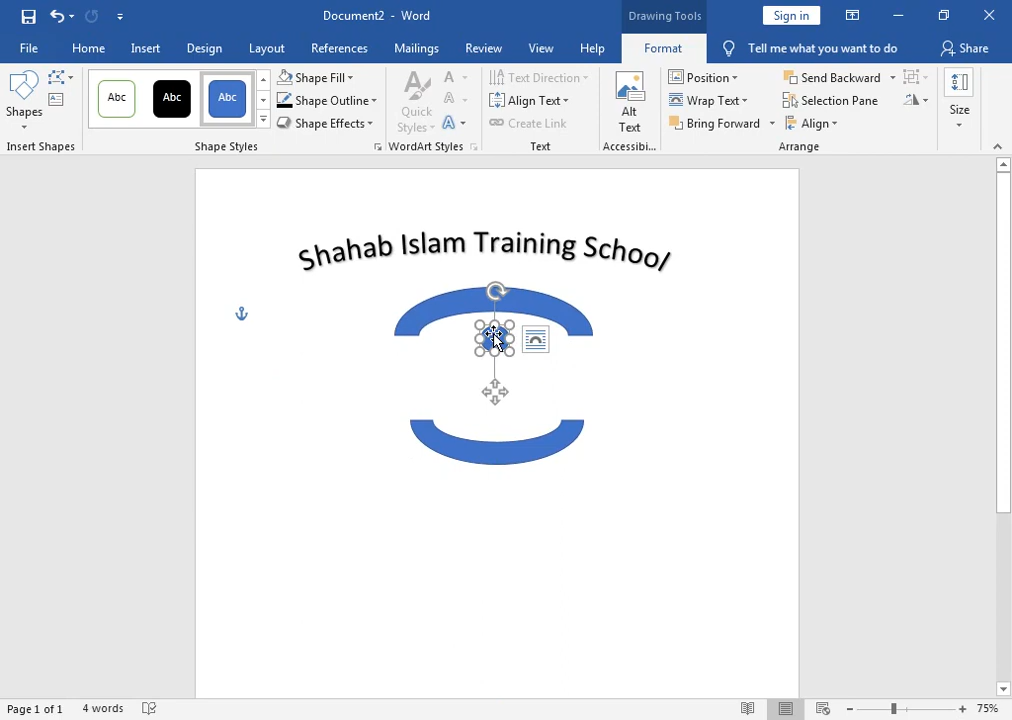 Document2 - Word
Drawing Tools
Sign in
File Home Insert Design Layout References Mailings Review View Help Format Tell me what you want to do Share
Shapes
Abc Abc Abc
Shape Fill
Shape Outline
Shape Effects
Quick Styles
A
A
A
Text Direction
Align Text
Create Link
Alt Text
Position
Wrap Text
Bring Forward
Send Backward
Selection Pane
Align
Size
Insert Shapes Shape Styles WordArt Styles Text Accessibi... Arrange
Shahab Islam Training School
Page 1 of 1 4 words 75%